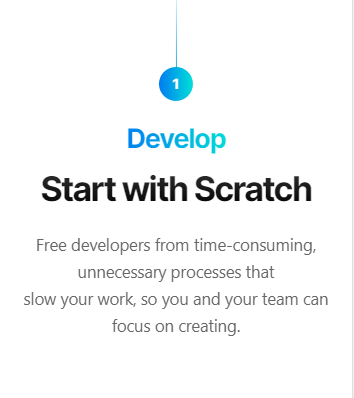 1
Develop
Start with Scratch
Free developers from time-consuming,
unnecessary processes that
slow your work, so you and your team can
focus on creating.